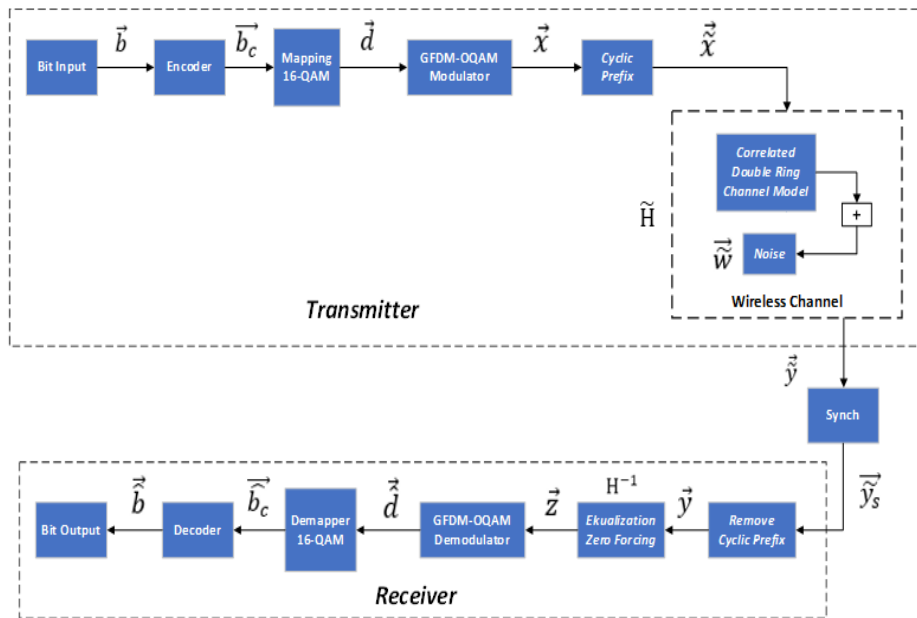 b⃗
b_c⃗
d⃗
x⃗
x̃⃗
Bit Input
Encoder
Mapping
16-QAM
GFDM-OQAM
Modulator
Cyclic
Prefix
Correlated
Double Ring
Channel Model
+
H̃
w̃⃗
Noise
Wireless Channel
Transmitter
ỹ⃗
Synch
ỹ_s⃗
b̂⃗
b̂_c⃗
d̂⃗
z⃗
H⁻¹
y⃗
Bit Output
Decoder
Demapper
16-QAM
GFDM-OQAM
Demodulator
Ekualization
Zero Forcing
Remove
Cyclic Prefix
Receiver